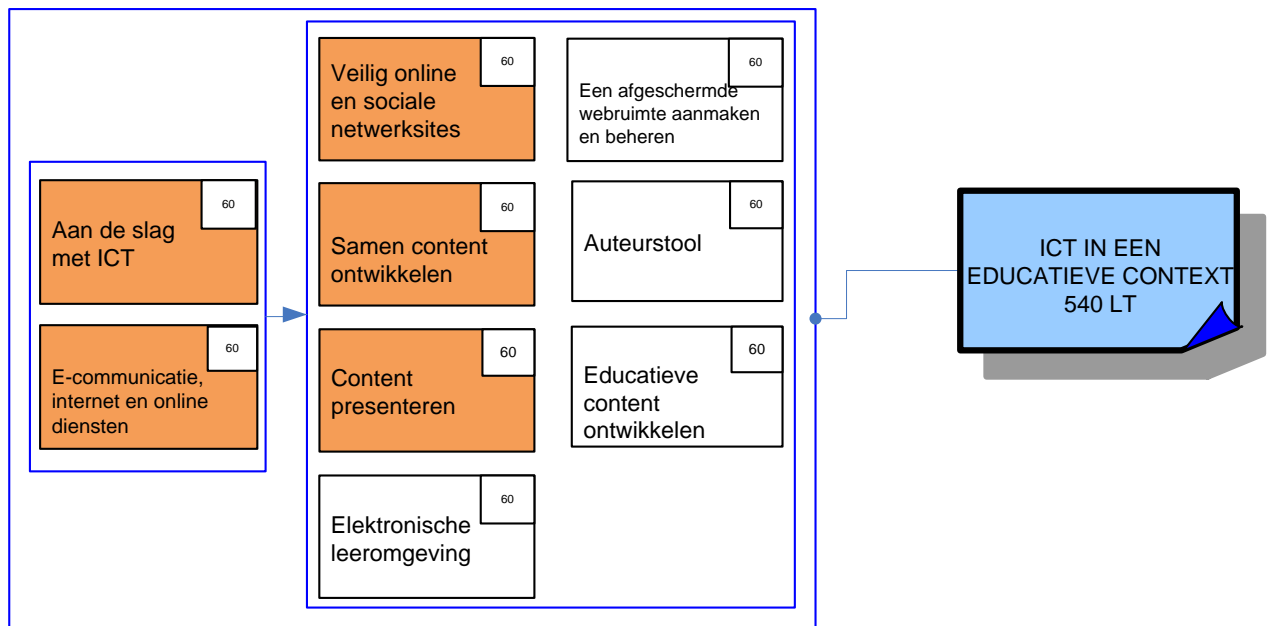 60
Aan de slag
met ICT
60
E-communicatie,
internet en online
diensten
60
Veilig online
en sociale
netwerksites
60
Samen content
ontwikkelen
60
Content
presenteren
60
Elektronische
leeromgeving
60
Een afgeschermde
webruimte aanmaken
en beheren
60
Auteurstool
60
Educatieve
content
ontwikkelen
ICT IN EEN
EDUCATIEVE CONTEXT
540 LT